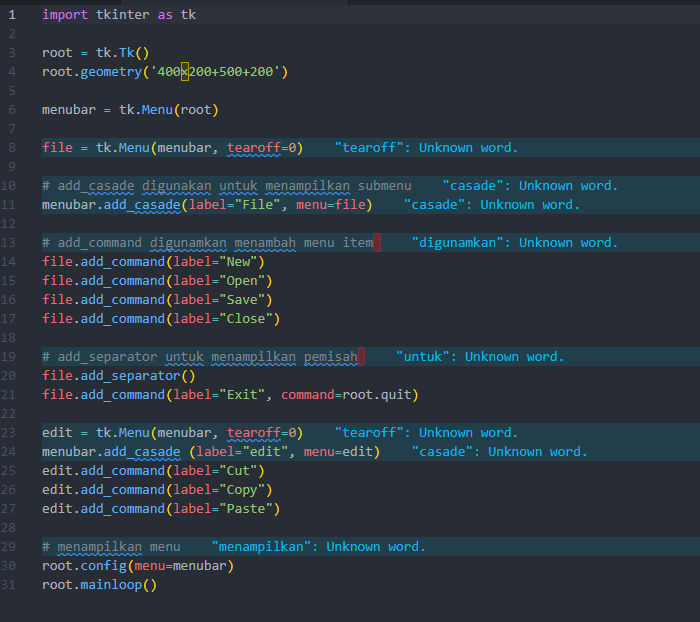 1 import tkinter as tk
2
3 root = tk.Tk()
4 root.geometry('400x200+500+200')
5
6 menubar = tk.Menu(root)
7
8 file = tk.Menu(menubar, tearoff=0) "tearoff": Unknown word.
9
10 # add_casade digunakan untuk menampilkan submenu "casade": Unknown word.
11 menubar.add_casade(label="File", menu=file) "casade": Unknown word.
12
13 # add_command digunamkan menambah menu item "digunamkan": Unknown word.
14 file.add_command(label="New")
15 file.add_command(label="Open")
16 file.add_command(label="Save")
17 file.add_command(label="Close")
18
19 # add_separator untuk menampilkan pemisah "untuk": Unknown word.
20 file.add_separator()
21 file.add_command(label="Exit", command=root.quit)
22
23 edit = tk.Menu(menubar, tearoff=0) "tearoff": Unknown word.
24 menubar.add_casade (label="edit", menu=edit) "casade": Unknown word.
25 edit.add_command(label="Cut")
26 edit.add_command(label="Copy")
27 edit.add_command(label="Paste")
28
29 # menampilkan menu "menampilkan": Unknown word.
30 root.config(menu=menubar)
31 root.mainloop()